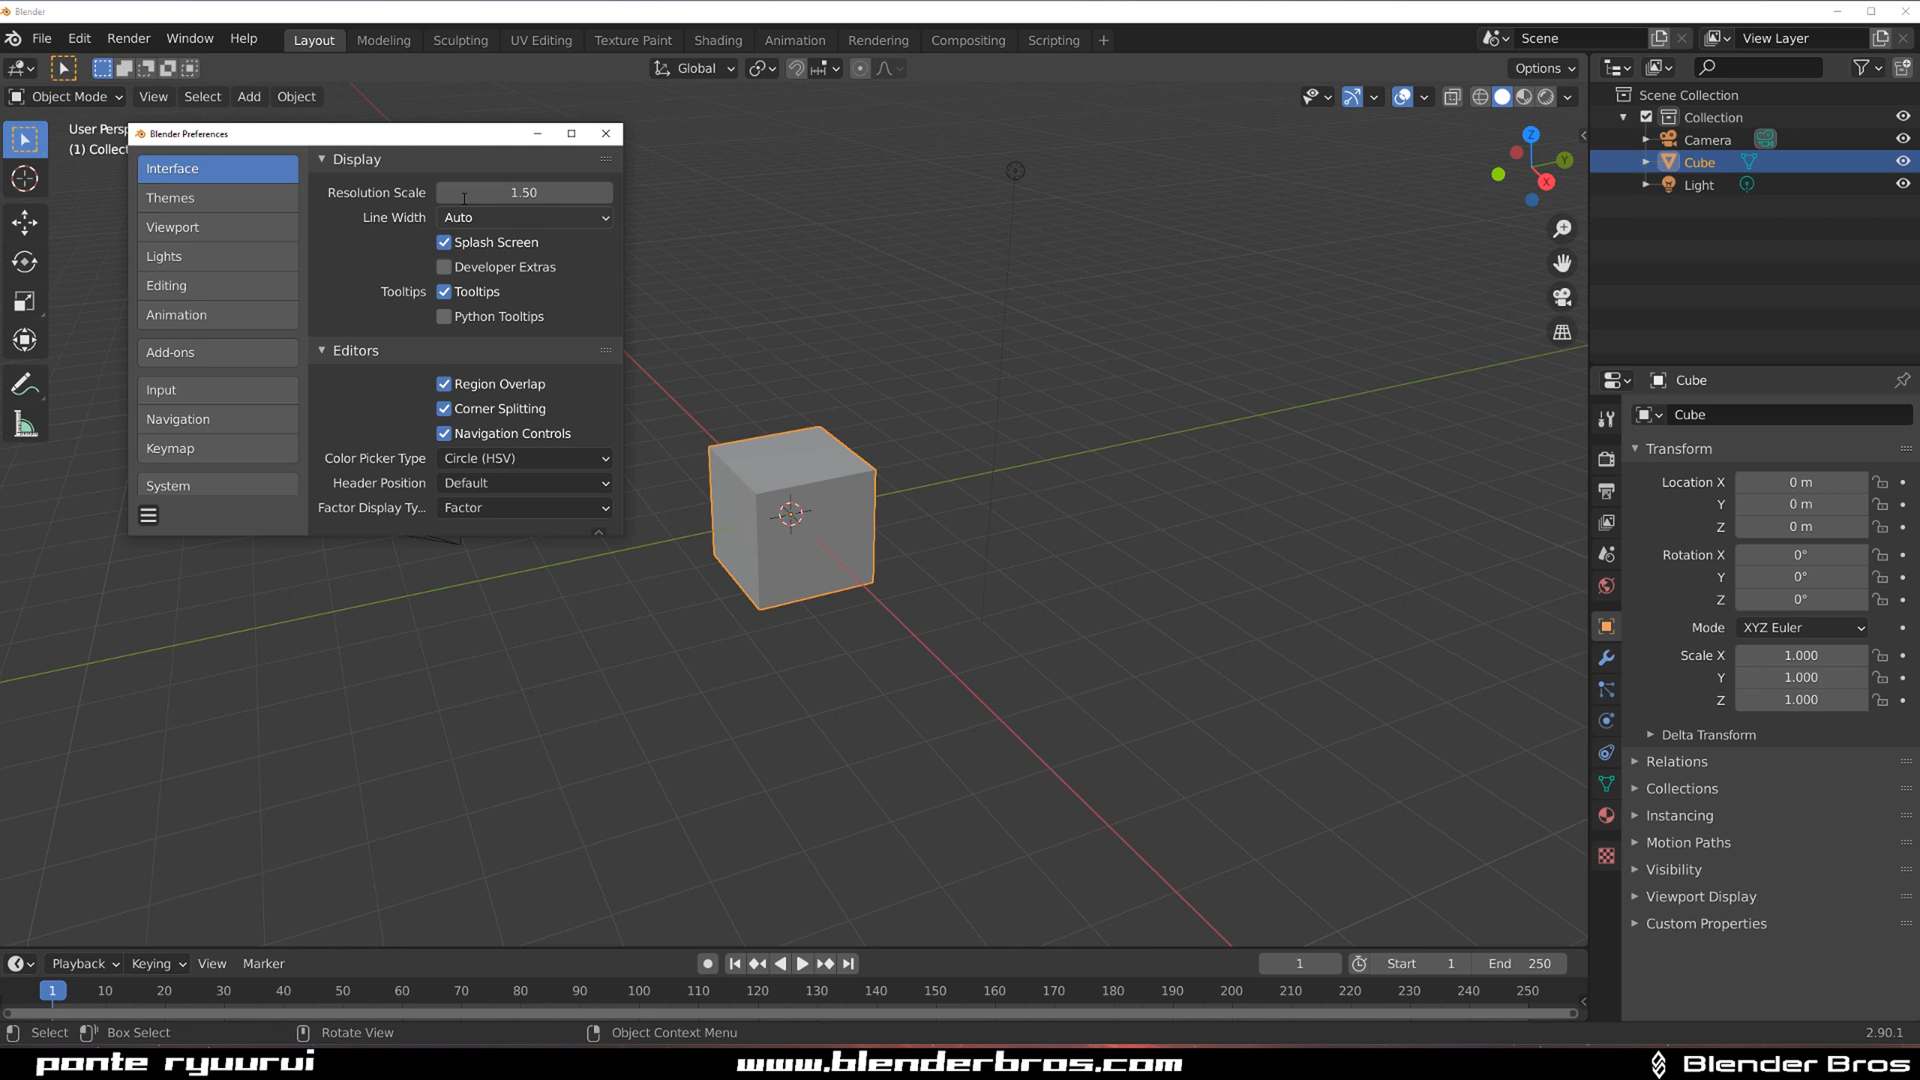 Blender
File Edit Render Window Help Layout Modeling Sculpting UV Editing Texture Paint Shading Animation Rendering Compositing Scripting + Scene View Layer
Global Options
Object Mode View Select Add Object
User Persp
(1) Collect
Blender Preferences
Interface
Themes
Viewport
Lights
Editing
Animation
Add-ons
Input
Navigation
Keymap
System
Display
Resolution Scale 1.50
Line Width Auto
Splash Screen
Developer Extras
Tooltips Tooltips
Python Tooltips
Editors
Region Overlap
Corner Splitting
Navigation Controls
Color Picker Type Circle (HSV)
Header Position Default
Factor Display Ty... Factor
Z
Y
X
Scene Collection
Collection
Camera
Cube
Light
Cube
Cube
Transform
Location X 0 m
Y 0 m
Z 0 m
Rotation X 0°
Y 0°
Z 0°
Mode XYZ Euler
Scale X 1.000
Y 1.000
Z 1.000
Delta Transform
Relations
Collections
Instancing
Motion Paths
Visibility
Viewport Display
Custom Properties
Playback Keying View Marker 1 Start 1 End 250
1 10 20 30 40 50 60 70 80 90 100 110 120 130 140 150 160 170 180 190 200 210 220 230 240 250
Select Box Select Rotate View Object Context Menu 2.90.1
ponte ryuurui www.blenderbros.com Blender Bros